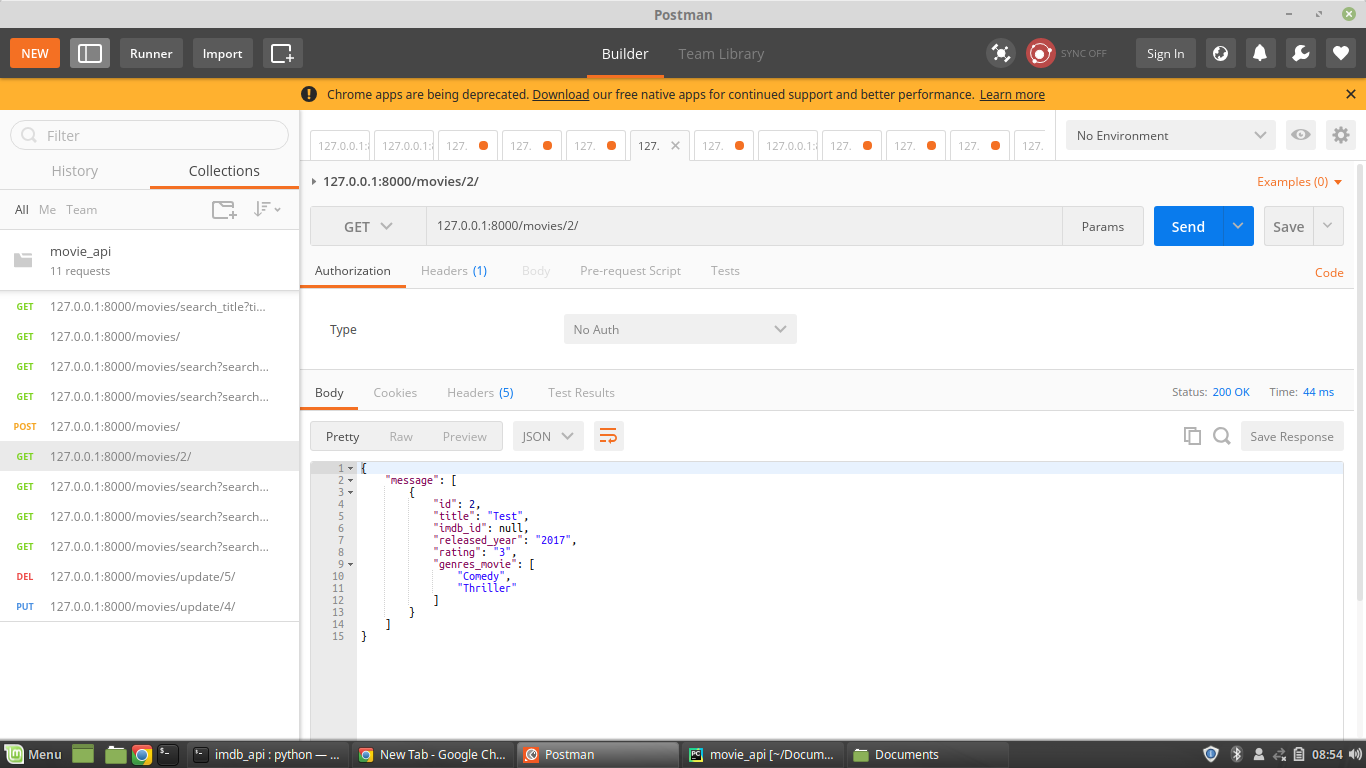 Postman
NEW Runner Import Builder Team Library SYNC OFF Sign In
Chrome apps are being deprecated. Download our free native apps for continued support and better performance. Learn more
Filter
History Collections
All Me Team
movie_api
11 requests
GET 127.0.0.1:8000/movies/search_title?ti...
GET 127.0.0.1:8000/movies/
GET 127.0.0.1:8000/movies/search?search...
GET 127.0.0.1:8000/movies/search?search...
POST 127.0.0.1:8000/movies/
GET 127.0.0.1:8000/movies/2/
GET 127.0.0.1:8000/movies/search?search...
GET 127.0.0.1:8000/movies/search?search...
GET 127.0.0.1:8000/movies/search?search...
DEL 127.0.0.1:8000/movies/update/5/
PUT 127.0.0.1:8000/movies/update/4/
127.0.0.1:8 127.0.0.1:8 127. 127. 127. 127. 127. 127.0.0.1:8 127. 127. 127. 127.
No Environment
127.0.0.1:8000/movies/2/
Examples (0)
GET 127.0.0.1:8000/movies/2/ Params Send Save
Authorization Headers (1) Body Pre-request Script Tests Code
Type No Auth
Body Cookies Headers (5) Test Results Status: 200 OK Time: 44 ms
Pretty Raw Preview JSON Save Response
1 {
2 "message": [
3 {
4 "id": 2,
5 "title": "Test",
6 "imdb_id": null,
7 "released_year": "2017",
8 "rating": "3",
9 "genres_movie": [
10 "Comedy",
11 "Thriller"
12 ]
13 }
14 ]
15 }
Menu imdb_api : python — ... New Tab - Google Ch... Postman movie_api [~/Docum... Documents 08:54